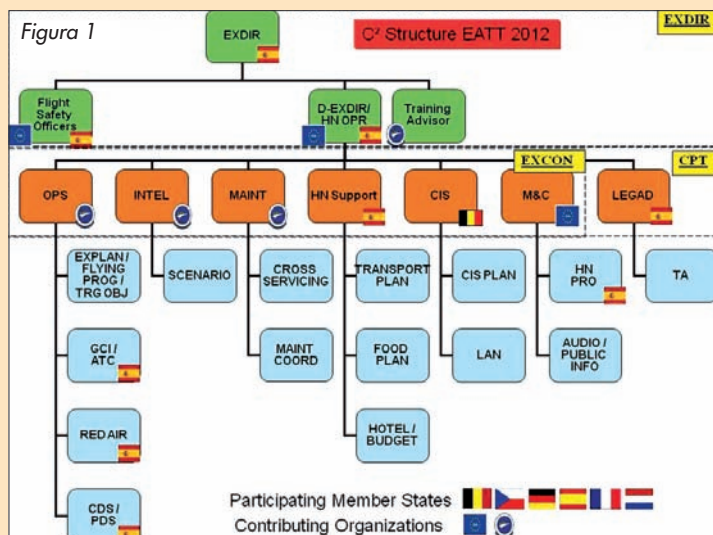 Figura 1
C² Structure EATT 2012
EXDIR
EXDIR
Flight
Safety
Officers
D-EXDIR/
HN OPR
Training
Advisor
EXCON
CPT
OPS
INTEL
MAINT
HN Support
CIS
M&C
LEGAD
EXPLAN /
FLYING
PROG /
TRG OBJ
SCENARIO
CROSS
SERVICING
TRANSPORT
PLAN
CIS PLAN
HN
PRO
TA
GCI /
ATC
MAINT
COORD
FOOD
PLAN
LAN
AUDIO /
PUBLIC
INFO
RED AIR
HOTEL /
BUDGET
CDS /
PDS
Participating Member States
Contributing Organizations